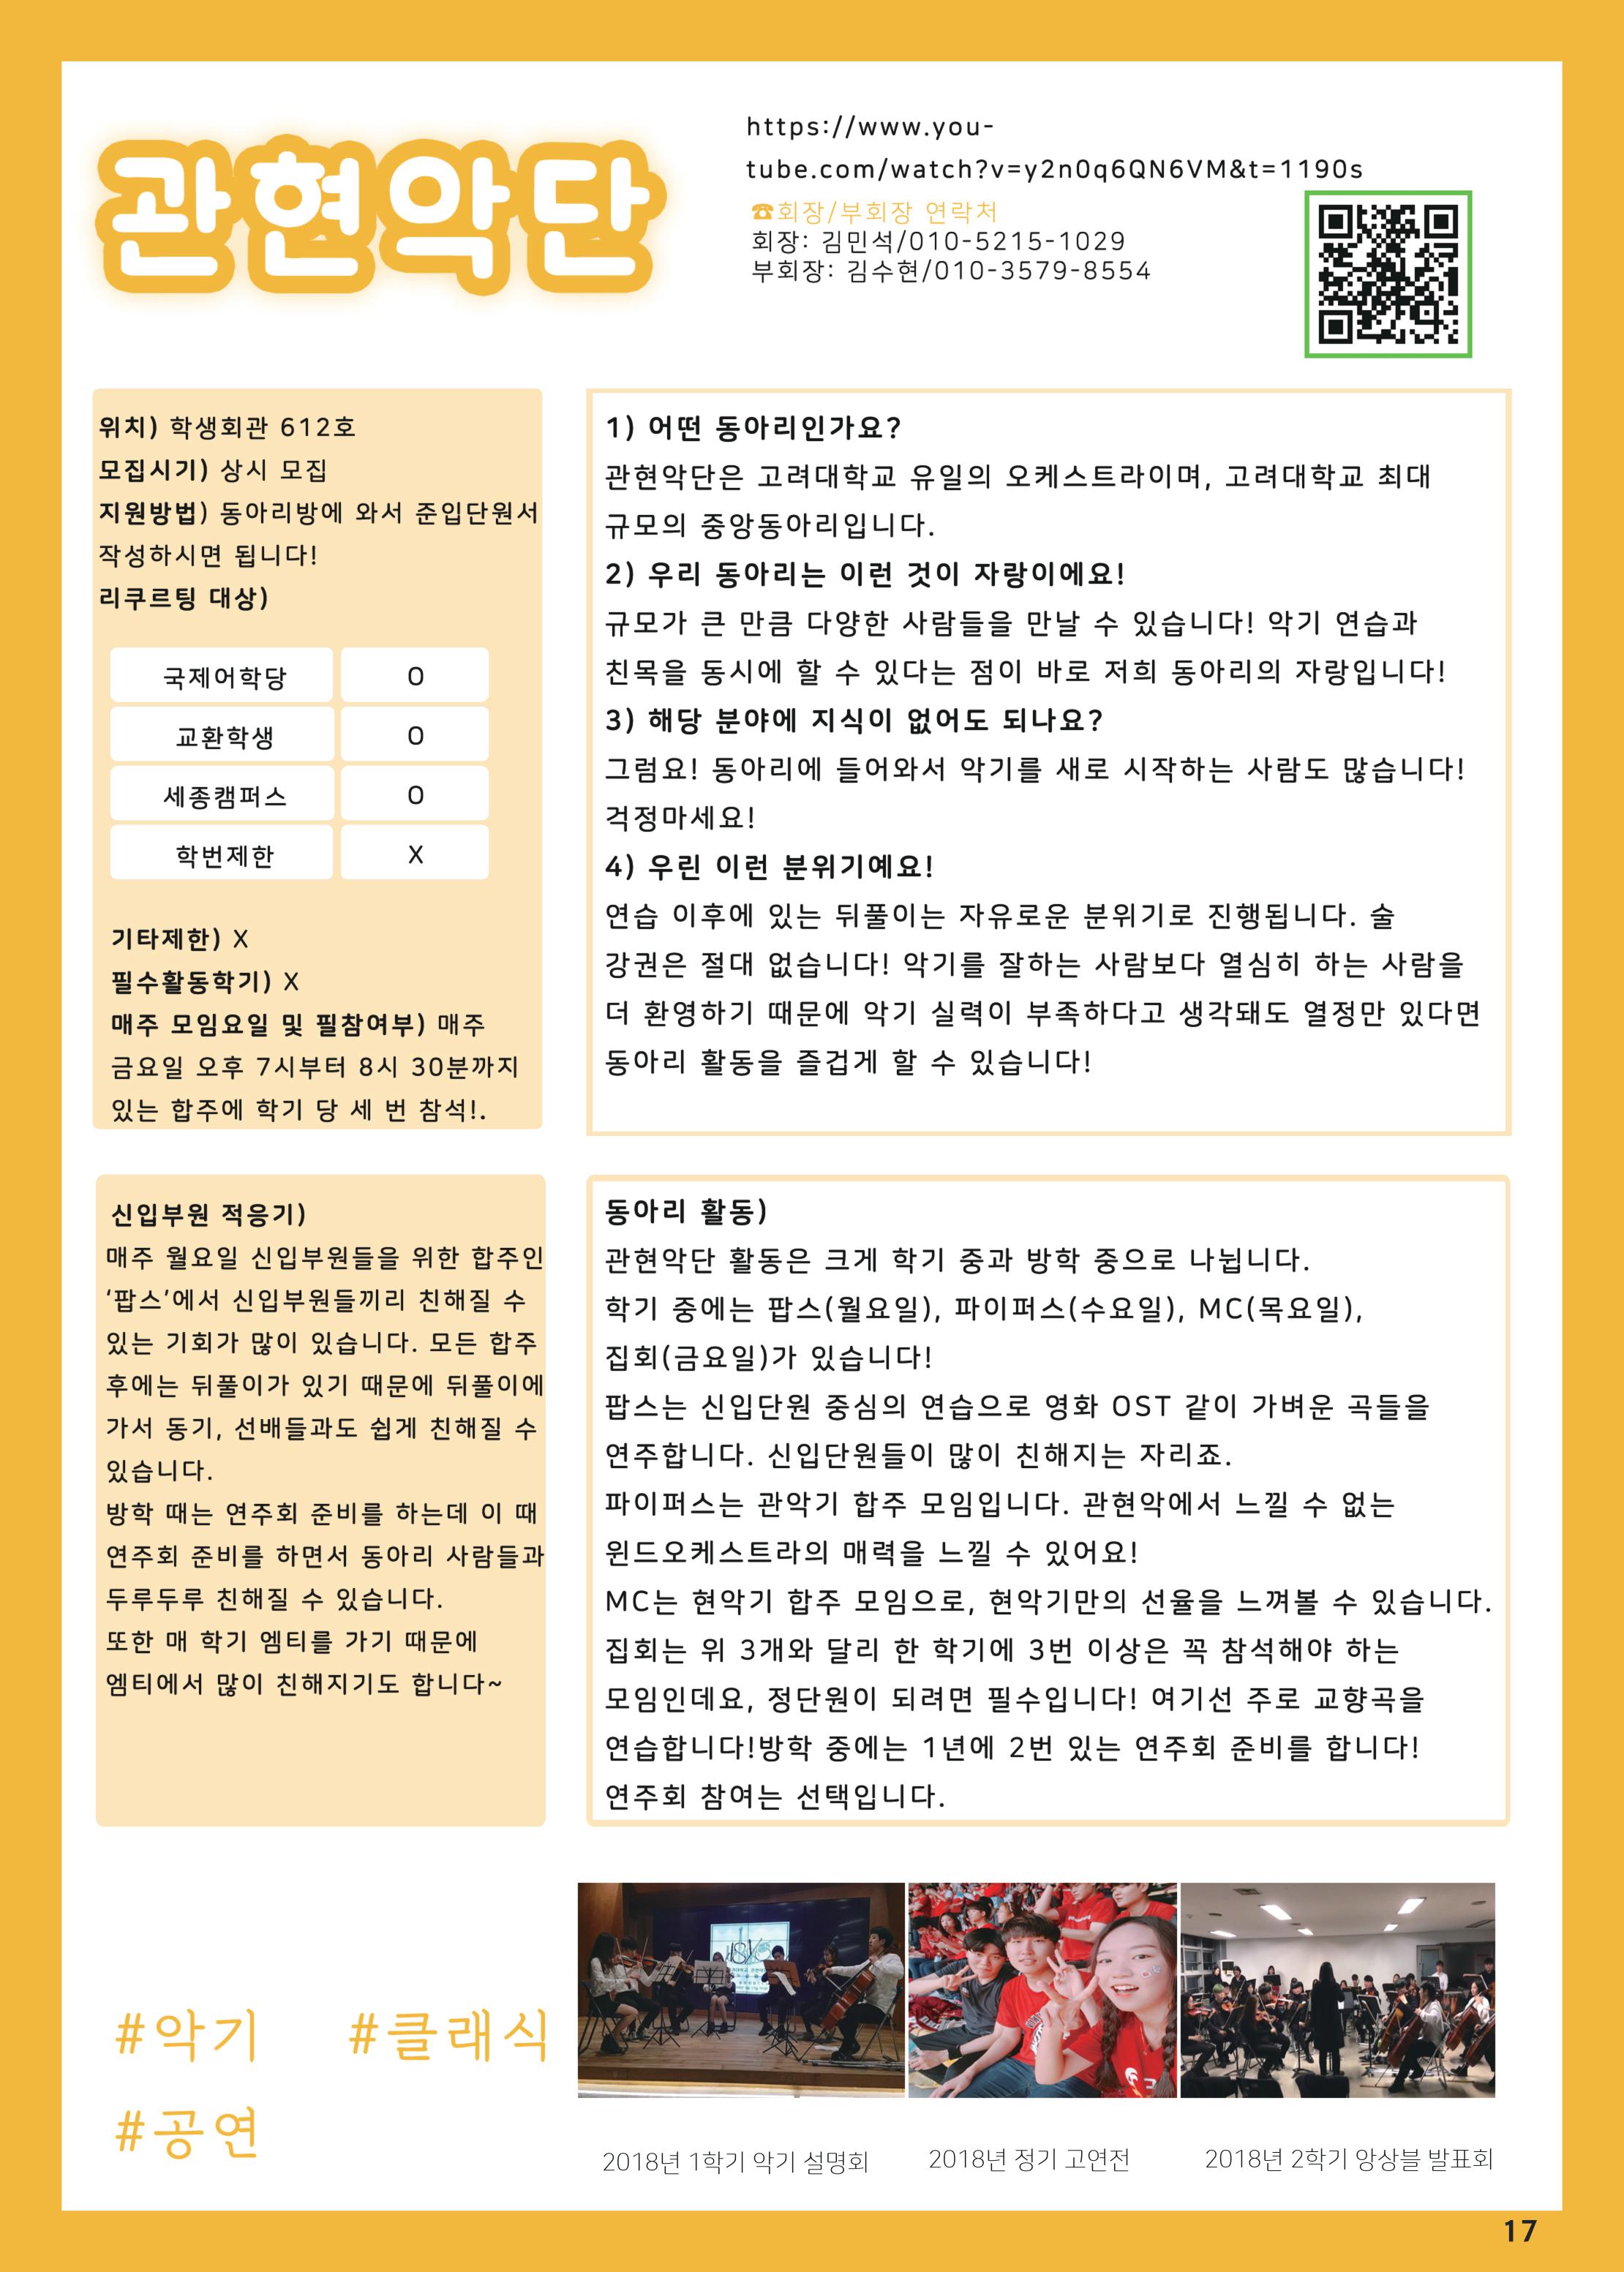 관현악단
https://www.you-
tube.com/watch?v=y2n0q6QN6VM&t=1190s
☎회장/부회장 연락처
회장: 김민석/010-5215-1029
부회장: 김수현/010-3579-8554
위치) 학생회관 612호
모집시기) 상시 모집
지원방법) 동아리방에 와서 준입단원서
작성하시면 됩니다!
리쿠르팅 대상)
국제어학당 O
교환학생 O
세종캠퍼스 O
학번제한 X
기타제한) X
필수활동학기) X
매주 모임요일 및 필참여부) 매주
금요일 오후 7시부터 8시 30분까지
있는 합주에 학기 당 세 번 참석!.
1) 어떤 동아리인가요?
관현악단은 고려대학교 유일의 오케스트라이며, 고려대학교 최대
규모의 중앙동아리입니다.
2) 우리 동아리는 이런 것이 자랑이에요!
규모가 큰 만큼 다양한 사람들을 만날 수 있습니다! 악기 연습과
친목을 동시에 할 수 있다는 점이 바로 저희 동아리의 자랑입니다!
3) 해당 분야에 지식이 없어도 되나요?
그럼요! 동아리에 들어와서 악기를 새로 시작하는 사람도 많습니다!
걱정마세요!
4) 우린 이런 분위기예요!
연습 이후에 있는 뒤풀이는 자유로운 분위기로 진행됩니다. 술
강권은 절대 없습니다! 악기를 잘하는 사람보다 열심히 하는 사람을
더 환영하기 때문에 악기 실력이 부족하다고 생각돼도 열정만 있다면
동아리 활동을 즐겁게 할 수 있습니다!
신입부원 적응기)
매주 월요일 신입부원들을 위한 합주인
‘팝스’에서 신입부원들끼리 친해질 수
있는 기회가 많이 있습니다. 모든 합주
후에는 뒤풀이가 있기 때문에 뒤풀이에
가서 동기, 선배들과도 쉽게 친해질 수
있습니다.
방학 때는 연주회 준비를 하는데 이 때
연주회 준비를 하면서 동아리 사람들과
두루두루 친해질 수 있습니다.
또한 매 학기 엠티를 가기 때문에
엠티에서 많이 친해지기도 합니다~
동아리 활동)
관현악단 활동은 크게 학기 중과 방학 중으로 나뉩니다.
학기 중에는 팝스(월요일), 파이퍼스(수요일), MC(목요일),
집회(금요일)가 있습니다!
팝스는 신입단원 중심의 연습으로 영화 OST 같이 가벼운 곡들을
연주합니다. 신입단원들이 많이 친해지는 자리죠.
파이퍼스는 관악기 합주 모임입니다. 관현악에서 느낄 수 없는
윈드오케스트라의 매력을 느낄 수 있어요!
MC는 현악기 합주 모임으로, 현악기만의 선율을 느껴볼 수 있습니다.
집회는 위 3개와 달리 한 학기에 3번 이상은 꼭 참석해야 하는
모임인데요, 정단원이 되려면 필수입니다! 여기선 주로 교향곡을
연습합니다!방학 중에는 1년에 2번 있는 연주회 준비를 합니다!
연주회 참여는 선택입니다.
#악기 #클래식
#공연
2018년 1학기 악기 설명회
2018년 정기 고연전
2018년 2학기 앙상블 발표회
17